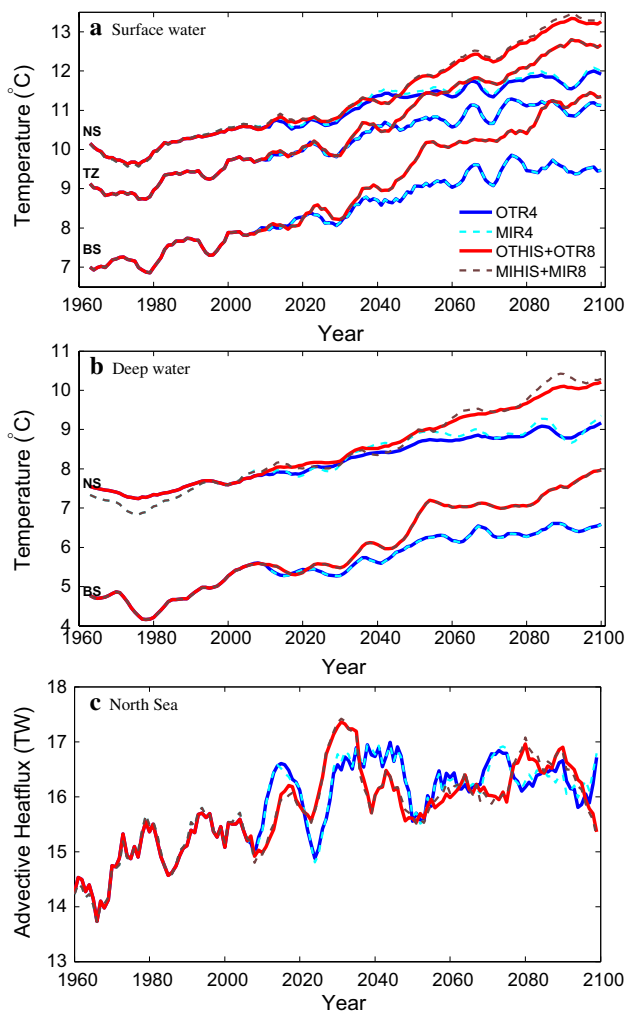 a Surface water
13
12
11
10
9
8
7
Temperature (°C)
NS
TZ
BS
OTR4
MIR4
OTHIS+OTR8
MIHIS+MIR8
1960 1980 2000 2020 2040 2060 2080 2100
Year
b Deep water
11
10
9
8
7
6
5
4
Temperature (°C)
NS
BS
1960 1980 2000 2020 2040 2060 2080 2100
Year
c North Sea
17
18
17
16
15
14
13
Advective Heatflux (TW)
1960 1980 2000 2020 2040 2060 2080 2100
Year